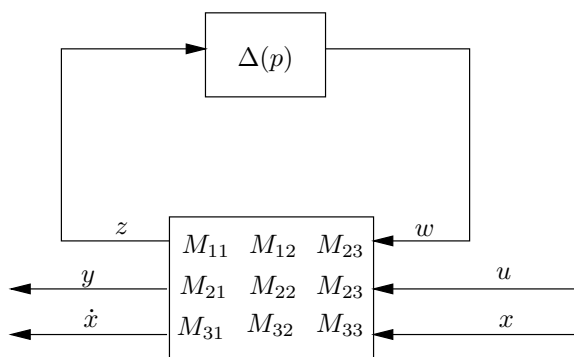 Δ(p)
z w
M₁₁ M₁₂ M₂₃
y u
M₂₁ M₂₂ M₂₃
ẋ x
M₃₁ M₃₂ M₃₃